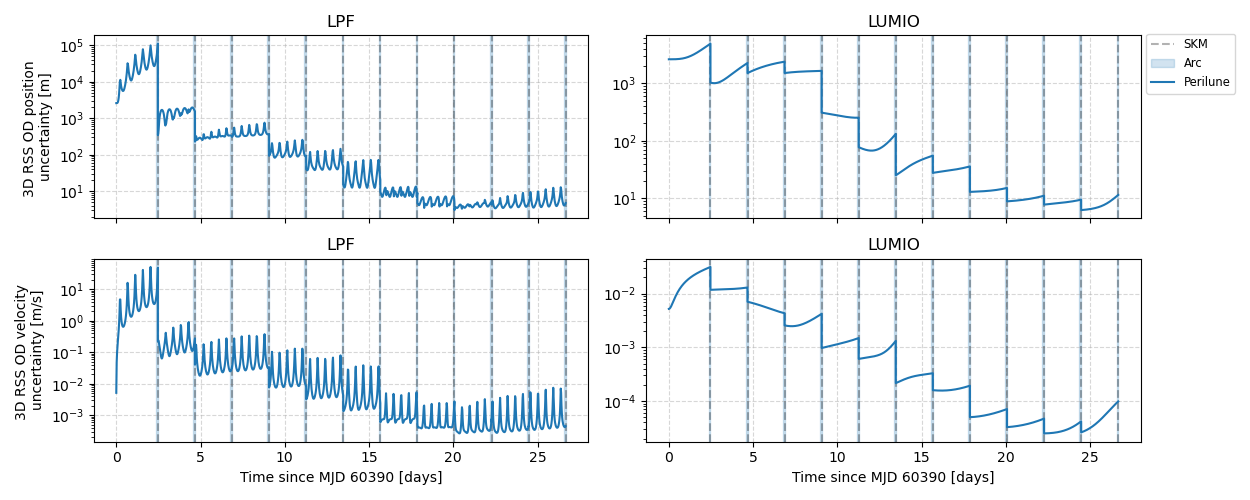 LPF
LUMIO
3D RSS OD position
uncertainty [m]
10⁵
10⁴
10³
10²
10¹
10³
10²
10¹
SKM
Arc
Perilune
LPF
LUMIO
3D RSS OD velocity
uncertainty [m/s]
10¹
10⁰
10⁻¹
10⁻²
10⁻³
10⁻²
10⁻³
10⁻⁴
0 5 10 15 20 25
0 5 10 15 20 25
Time since MJD 60390 [days]
Time since MJD 60390 [days]